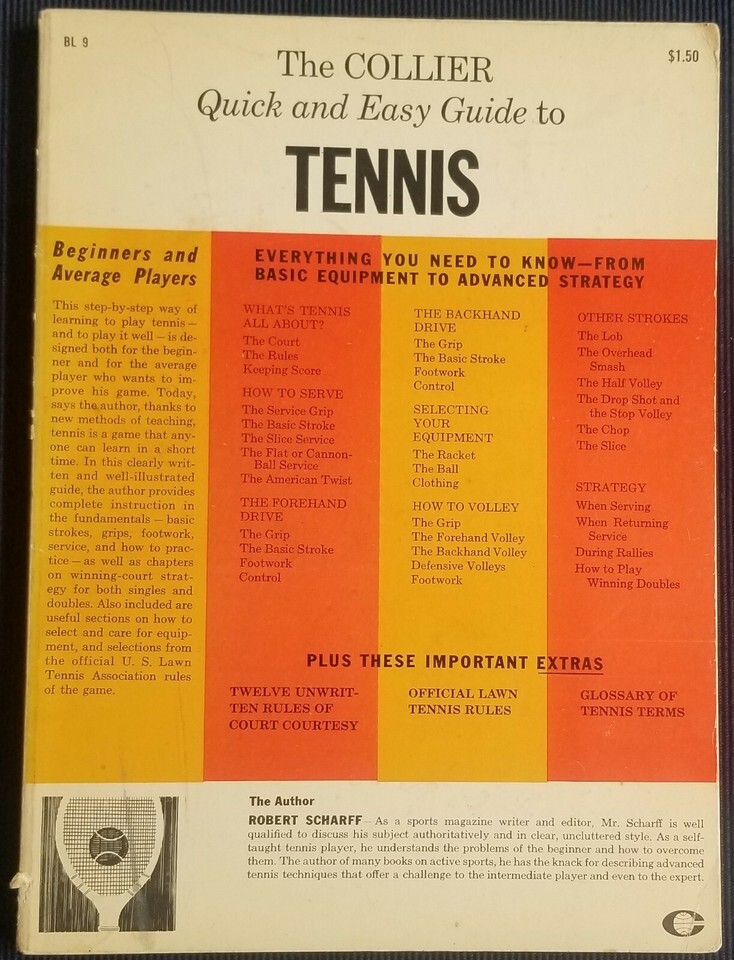 BL 9
$1.50
The COLLIER
Quick and Easy Guide to
TENNIS
Beginners and
Average Players
This step-by-step way of
learning to play tennis —
and to play it well — is de-
signed both for the begin-
ner and for the average
player who wants to im-
prove his game. Today,
says the author, thanks to
new methods of teaching,
tennis is a game that any-
one can learn in a short
time. In this clearly writ-
ten and well-illustrated
guide, the author provides
complete instruction in
the fundamentals — basic
strokes, grips, footwork,
service, and how to prac-
tice — as well as chapters
on winning-court strat-
egy for both singles and
doubles. Also included are
useful sections on how to
select and care for equip-
ment, and selections from
the official U. S. Lawn
Tennis Association rules
of the game.
EVERYTHING YOU NEED TO KNOW—FROM
BASIC EQUIPMENT TO ADVANCED STRATEGY
WHAT'S TENNIS
ALL ABOUT?
The Court
The Rules
Keeping Score
HOW TO SERVE
The Service Grip
The Basic Stroke
The Slice Service
The Flat or Cannon-
Ball Service
The American Twist
THE FOREHAND
DRIVE
The Grip
The Basic Stroke
Footwork
Control
THE BACKHAND
DRIVE
The Grip
The Basic Stroke
Footwork
Control
SELECTING
YOUR
EQUIPMENT
The Racket
The Ball
Clothing
HOW TO VOLLEY
The Grip
The Forehand Volley
The Backhand Volley
Defensive Volleys
Footwork
OTHER STROKES
The Lob
The Overhead
Smash
The Half Volley
The Drop Shot and
the Stop Volley
The Chop
The Slice
STRATEGY
When Serving
When Returning
Service
During Rallies
How to Play
Winning Doubles
PLUS THESE IMPORTANT EXTRAS
TWELVE UNWRIT-
TEN RULES OF
COURT COURTESY
OFFICIAL LAWN
TENNIS RULES
GLOSSARY OF
TENNIS TERMS
The Author
ROBERT SCHARFF — As a sports magazine writer and editor, Mr. Scharff is well
qualified to discuss his subject authoritatively and in clear, uncluttered style. As a self-
taught tennis player, he understands the problems of the beginner and how to overcome
them. The author of many books on active sports, he has the knack for describing advanced
tennis techniques that offer a challenge to the intermediate player and even to the expert.